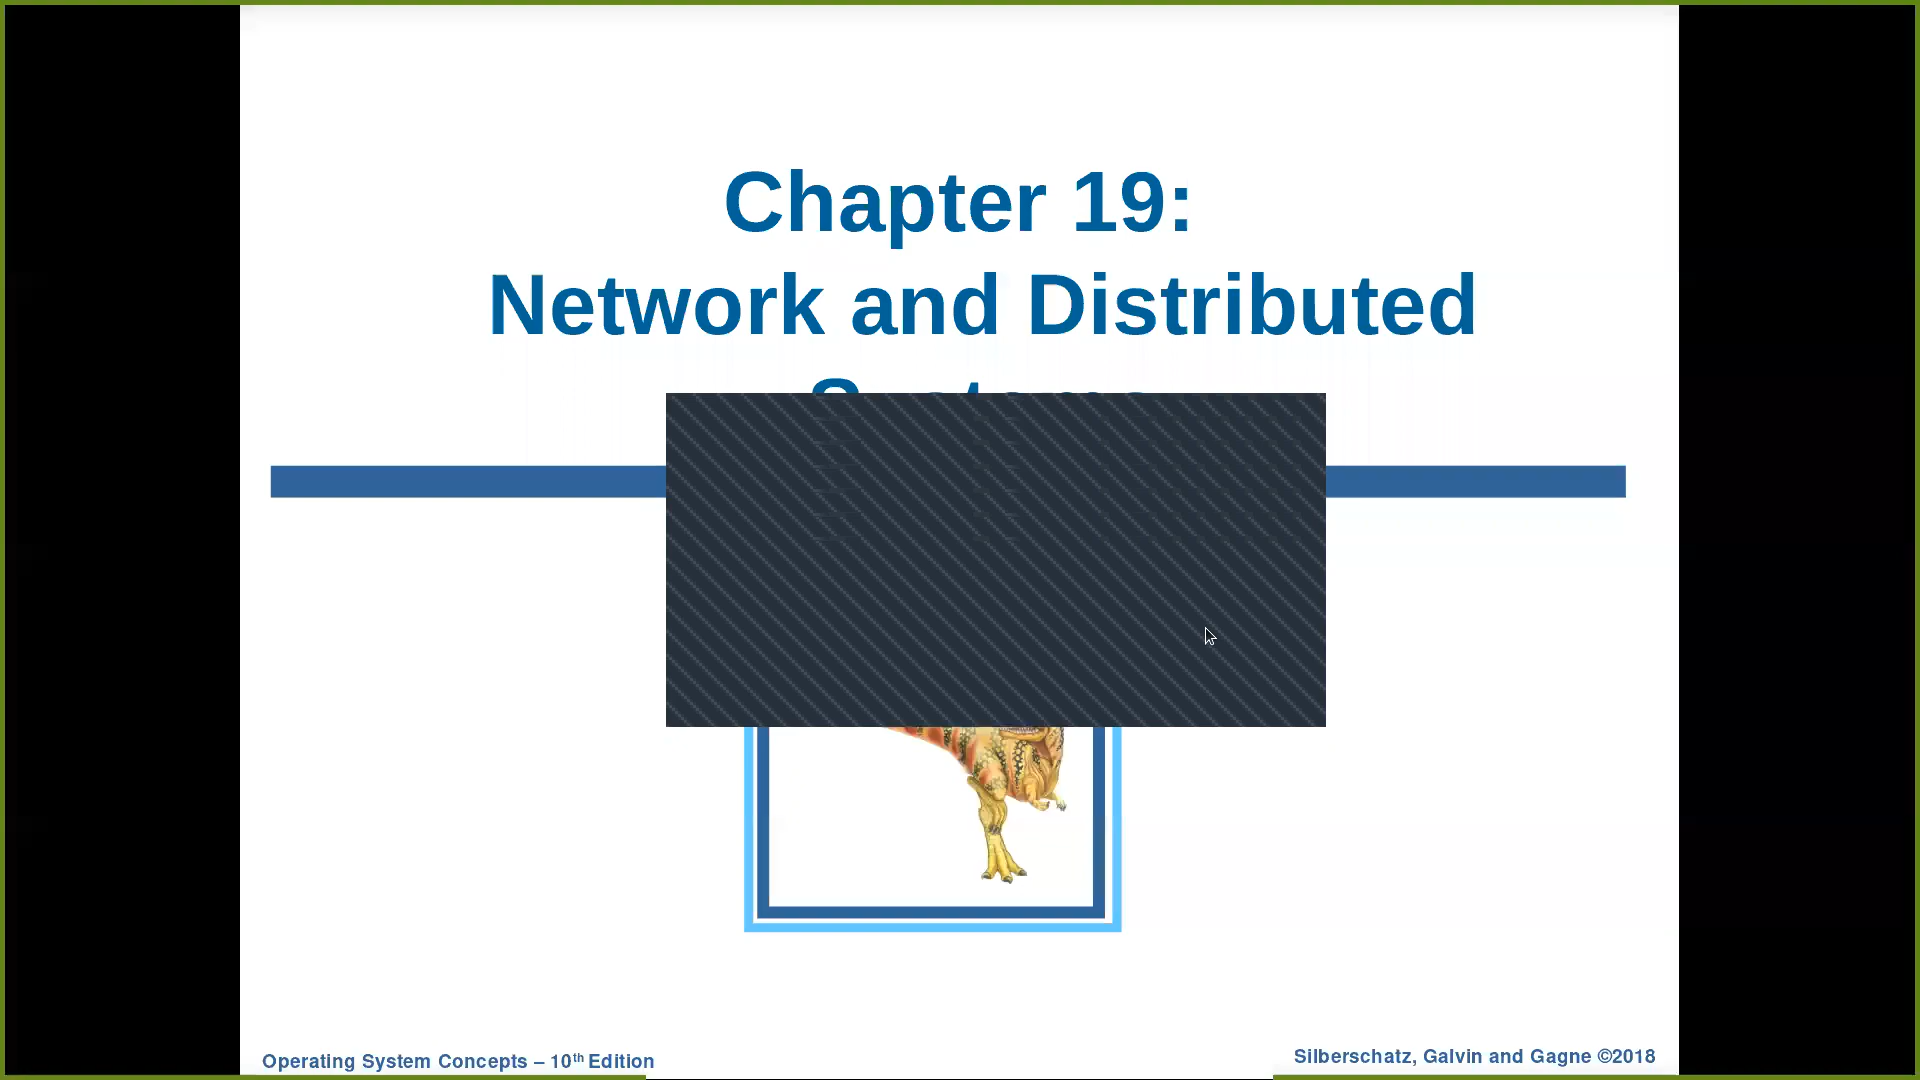 Chapter 19:
Network and Distributed
Operating System Concepts – 10th Edition
Silberschatz, Galvin and Gagne ©2018